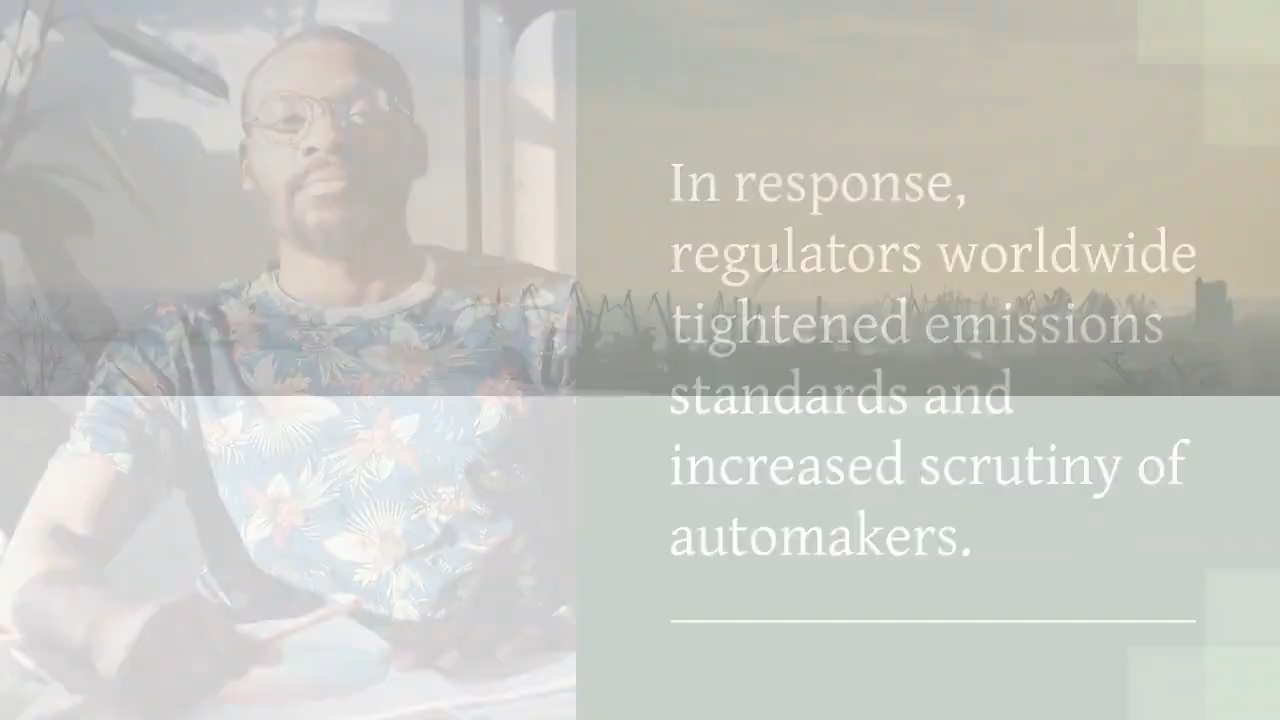 In response,
regulators worldwide
tightened emissions
standards and
increased scrutiny of
automakers.